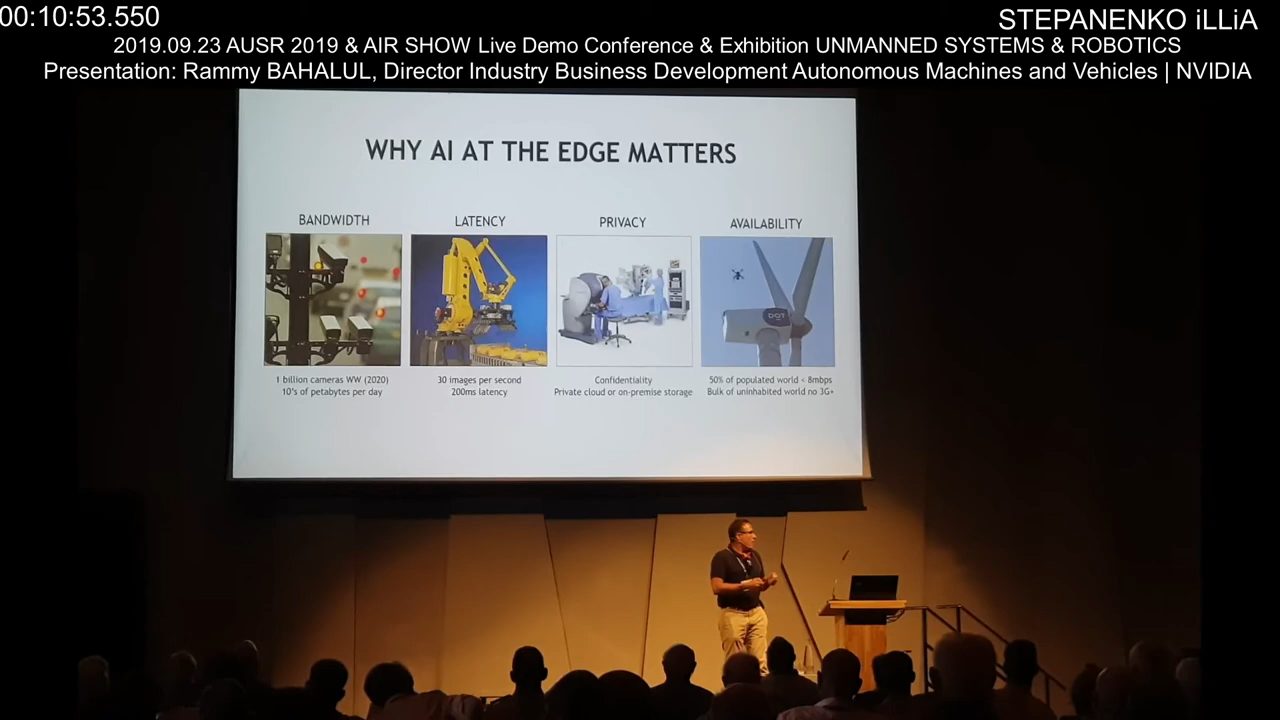 00:10:53.550
STEPANENKO iLLiA
2019.09.23 AUSR 2019 & AIR SHOW Live Demo Conference & Exhibition UNMANNED SYSTEMS & ROBOTICS
Presentation: Rammy BAHALUL, Director Industry Business Development Autonomous Machines and Vehicles | NVIDIA
WHY AI AT THE EDGE MATTERS
BANDWIDTH
LATENCY
PRIVACY
AVAILABILITY
DOT
1 billion cameras WW (2020)
10's of petabytes per day
30 images per second
200ms latency
Confidentiality
Private cloud or on-premise storage
50% of populated world < 8mbps
Bulk of uninhabited world no 3G+